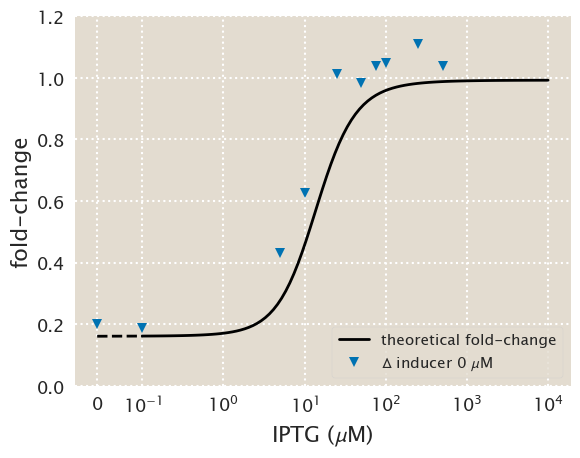 1.2
1.0
0.8
0.6
0.4
0.2
0.0
fold-change
theoretical fold-change
Δ inducer 0 μM
0 10⁻¹ 10⁰ 10¹ 10² 10³ 10⁴
IPTG (μM)